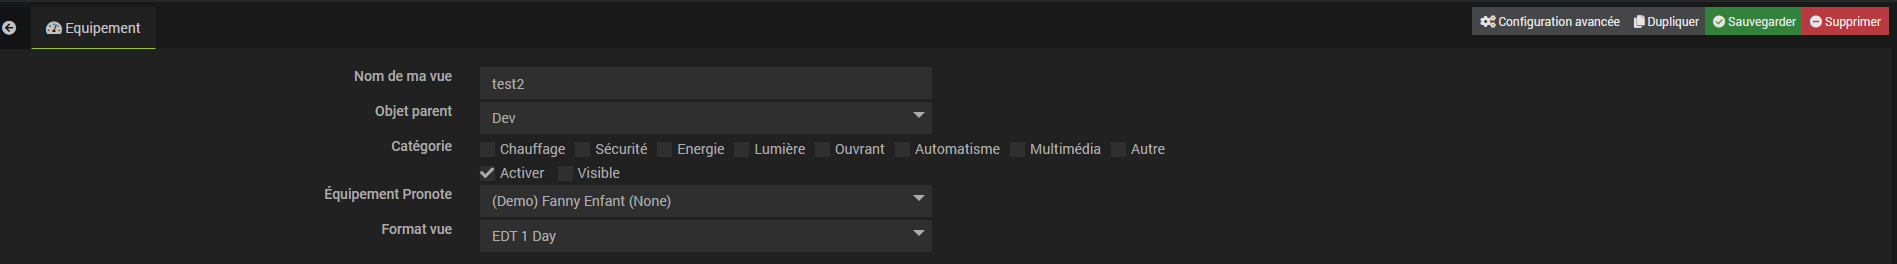 Equipement
Configuration avancée Dupliquer Sauvegarder Supprimer
Nom de ma vue test2
Objet parent Dev
Catégorie Chauffage Sécurité Energie Lumière Ouvrant Automatisme Multimédia Autre
Activer Visible
Équipement Pronote (Demo) Fanny Enfant (None)
Format vue EDT 1 Day